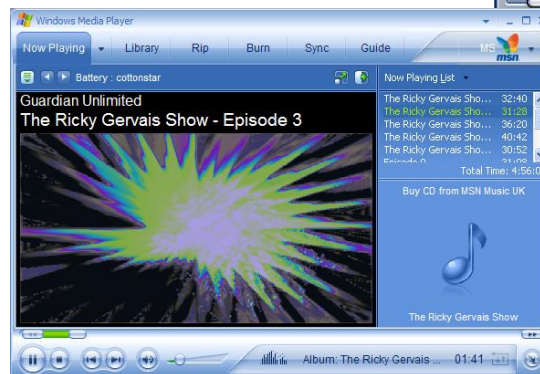 Windows Media Player
Now Playing Library Rip Burn Sync Guide
msn
Battery : cottonstar
Now Playing List
Guardian Unlimited
The Ricky Gervais Show - Episode 3
The Ricky Gervais Sho... 32:40
The Ricky Gervais Sho... 31:28
The Ricky Gervais Sho... 36:20
The Ricky Gervais Sho... 40:42
The Ricky Gervais Sho... 30:52
Total Time: 4:56:0
Buy CD from MSN Music UK
The Ricky Gervais Show
Album: The Ricky Gervais ... 01:41